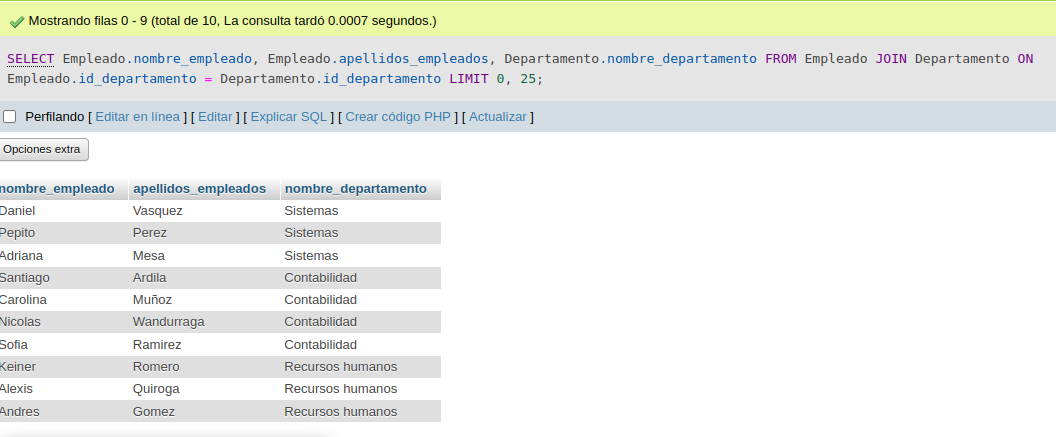 Mostrando filas 0 - 9 (total de 10, La consulta tardó 0.0007 segundos.)
SELECT Empleado.nombre_empleado, Empleado.apellidos_empleados, Departamento.nombre_departamento FROM Empleado JOIN Departamento ON
Empleado.id_departamento = Departamento.id_departamento LIMIT 0, 25;
Perfilando [ Editar en línea ] [ Editar ] [ Explicar SQL ] [ Crear código PHP ] [ Actualizar ]
Opciones extra
nombre_empleado apellidos_empleados nombre_departamento
Daniel Vasquez Sistemas
Pepito Perez Sistemas
Adriana Mesa Sistemas
Santiago Ardila Contabilidad
Carolina Muñoz Contabilidad
Nicolas Wandurraga Contabilidad
Sofia Ramirez Contabilidad
Keiner Romero Recursos humanos
Alexis Quiroga Recursos humanos
Andres Gomez Recursos humanos